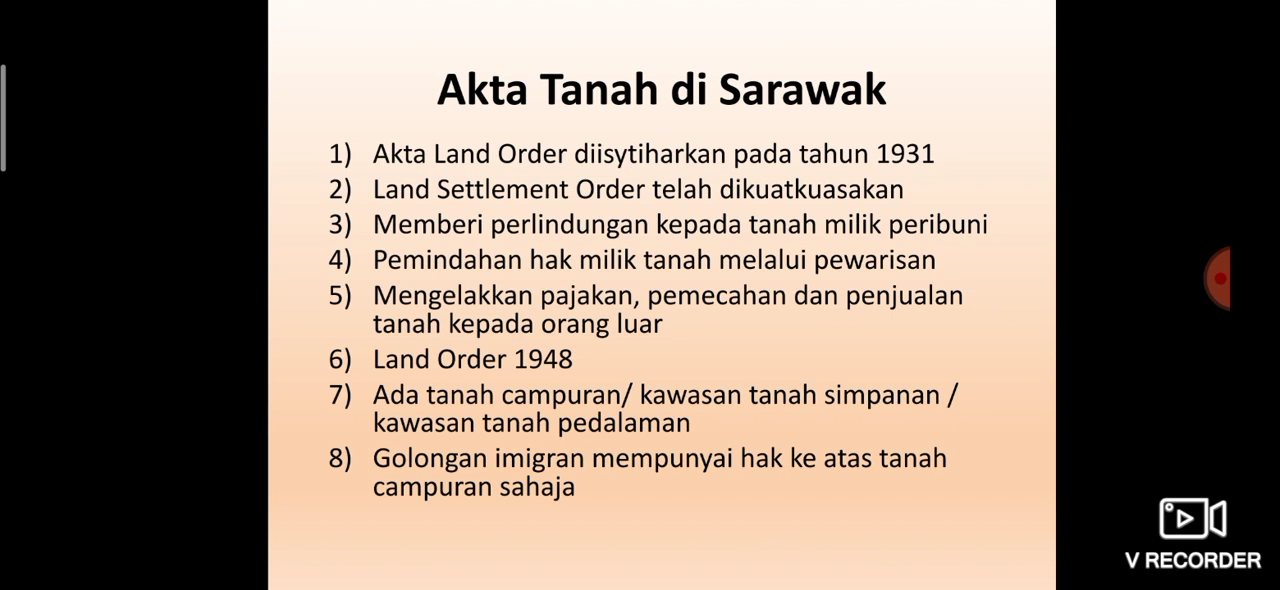 Akta Tanah di Sarawak
1) Akta Land Order diisytiharkan pada tahun 1931
2) Land Settlement Order telah dikuatkuasakan
3) Memberi perlindungan kepada tanah milik peribuni
4) Pemindahan hak milik tanah melalui pewarisan
5) Mengelakkan pajakan, pemecahan dan penjualan
tanah kepada orang luar
6) Land Order 1948
7) Ada tanah campuran/ kawasan tanah simpanan /
kawasan tanah pedalaman
8) Golongan imigran mempunyai hak ke atas tanah
campuran sahaja
V RECORDER